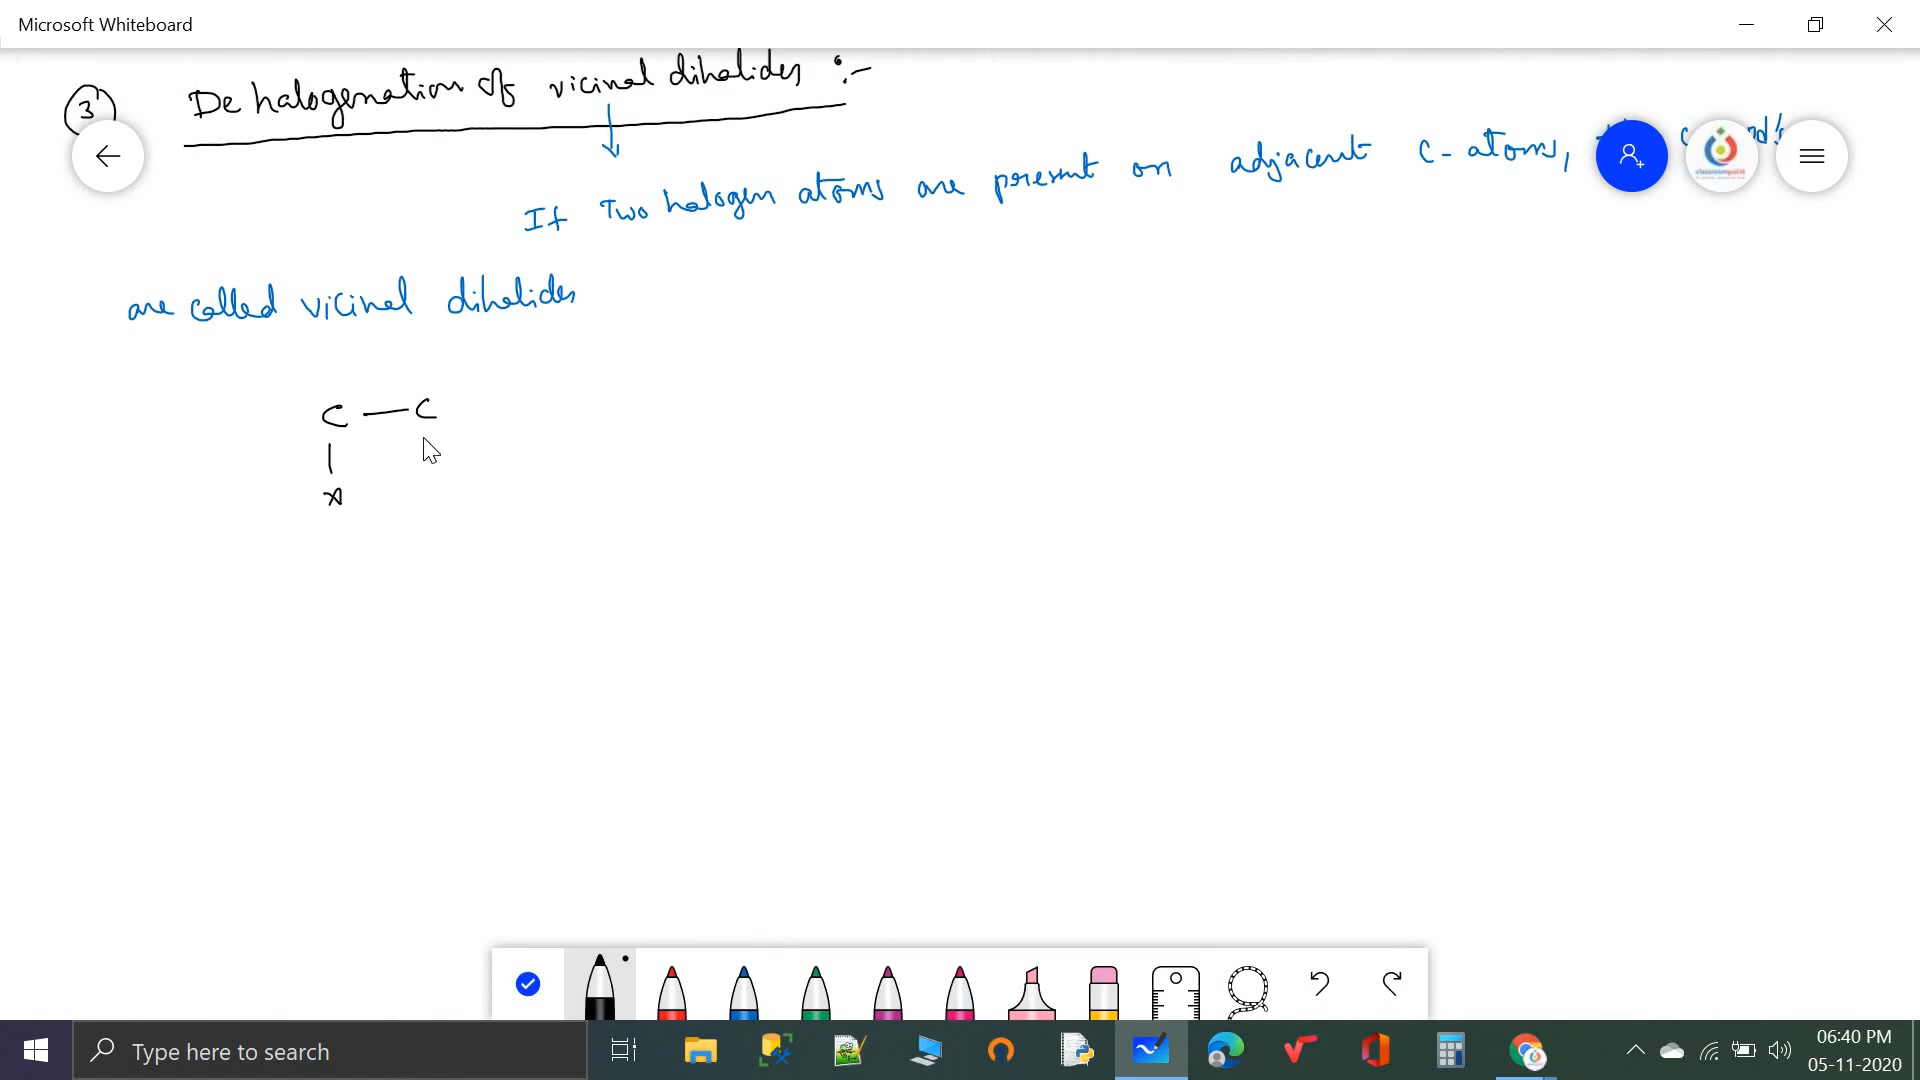 Microsoft Whiteboard
3 De halogenation of vicinal dihalides :-
If Two halogen atoms are present on adjacent C-atoms,
are called vicinal dihalides
C — C
x
Type here to search
06:40 PM
05-11-2020